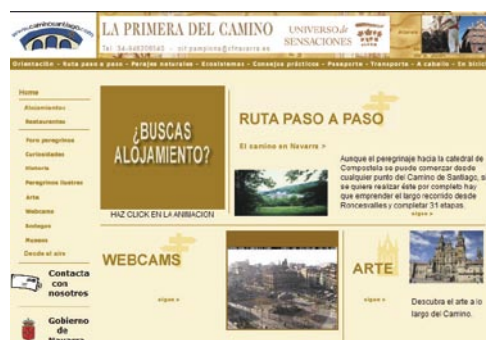 www.caminosantiago.com
LA PRIMERA DEL CAMINO
UNIVERSO de
SENSACIONES
Orientación - Ruta paso a paso - Parajes naturales - Ecosistemas - Consejos prácticos - Pasaporte - Transporte - A caballo - En bicicl
Home
Alojamientos
Restaurantes
Foro peregrinos
Curiosidades
Historia
Peregrinos ilustres
Arte
Webcams
Bodegas
Museos
Desde el aire
Contacta
con
nosotros
Gobierno
de
Navarra
¿BUSCAS
ALOJAMIENTO?
HAZ CLICK EN LA ANIMACION
RUTA PASO A PASO
El camino en Navarra »
Aunque el peregrinaje hacia la catedral de
Compostela se puede comenzar desde
cualquier punto del Camino de Santiago, si
se quiere realizar éste por completo hay
que emprender el largo recorrido desde
Roncesvalles y completar 31 etapas.
sigue »
WEBCAMS
sigue »
ARTE
sigue »
Descubra el arte a lo
largo del Camino.